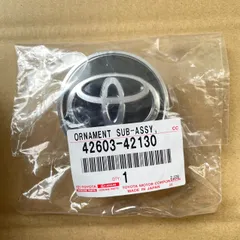 ORNAMENT SUB-ASSY,
42603-42130
QTY
1
TOYOTA MOTOR CORPORATION
MADE IN JAPAN